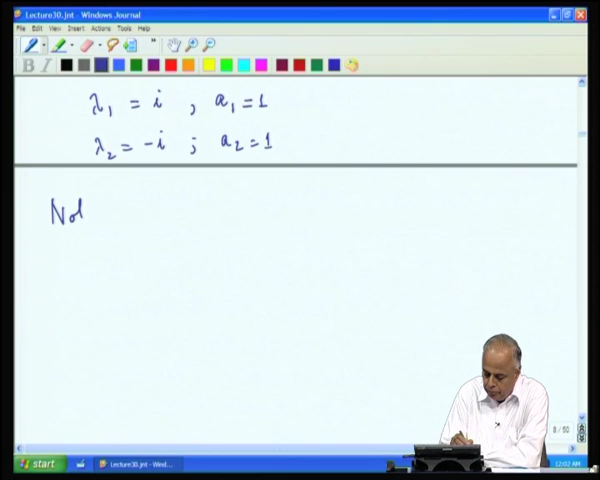 Lecture30.jnt - Windows Journal
File Edit View Insert Actions Tools Help
B I
λ₁ = i , a₁ = 1
λ₂ = -i ; a₂ = 1
Not
8 / 50
start
Lecture30.jnt - Wind...
12:02 AM